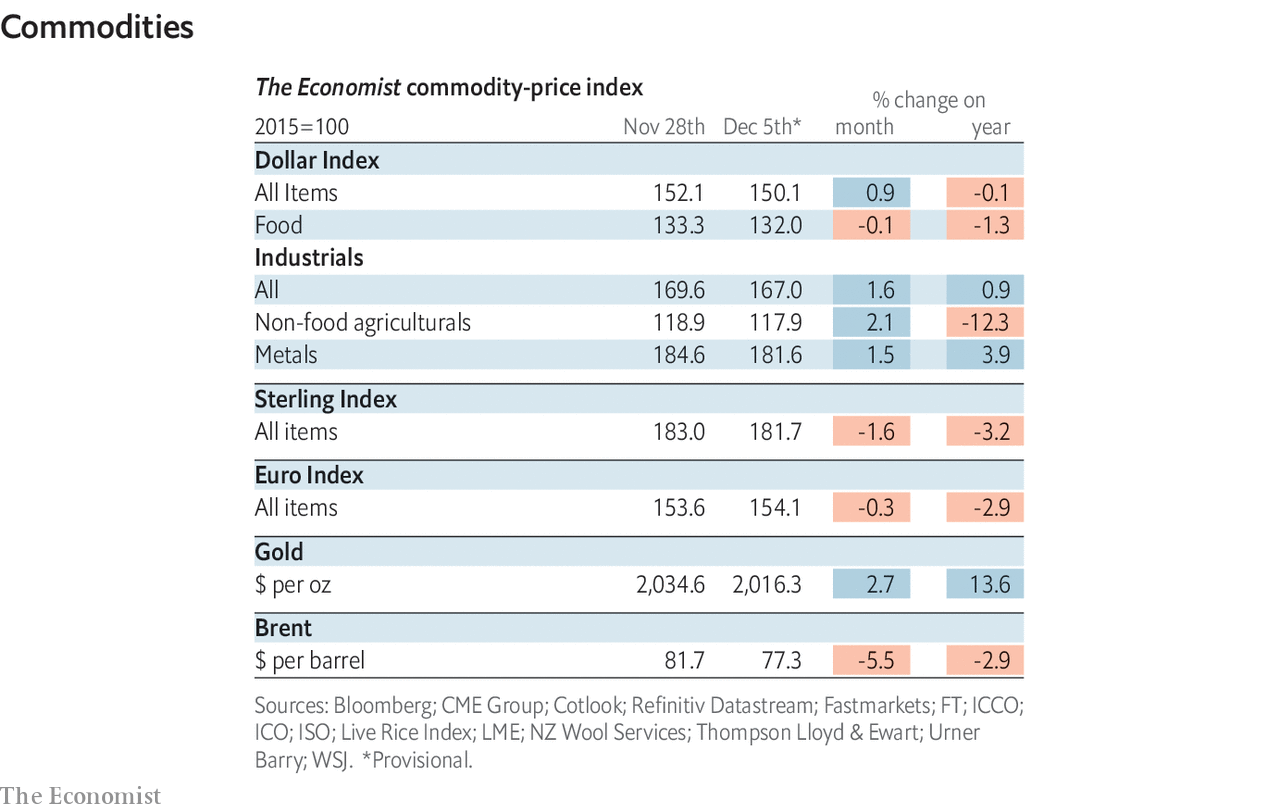 Commodities
The Economist commodity-price index
% change on
2015=100 Nov 28th Dec 5th* month year
Dollar Index
All Items 152.1 150.1 0.9 -0.1
Food 133.3 132.0 -0.1 -1.3
Industrials
All 169.6 167.0 1.6 0.9
Non-food agriculturals 118.9 117.9 2.1 -12.3
Metals 184.6 181.6 1.5 3.9
Sterling Index
All items 183.0 181.7 -1.6 -3.2
Euro Index
All items 153.6 154.1 -0.3 -2.9
Gold
$ per oz 2,034.6 2,016.3 2.7 13.6
Brent
$ per barrel 81.7 77.3 -5.5 -2.9
Sources: Bloomberg; CME Group; Cotlook; Refinitiv Datastream; Fastmarkets; FT; ICCO;
ICO; ISO; Live Rice Index; LME; NZ Wool Services; Thompson Lloyd & Ewart; Urner
Barry; WSJ. *Provisional.
The Economist